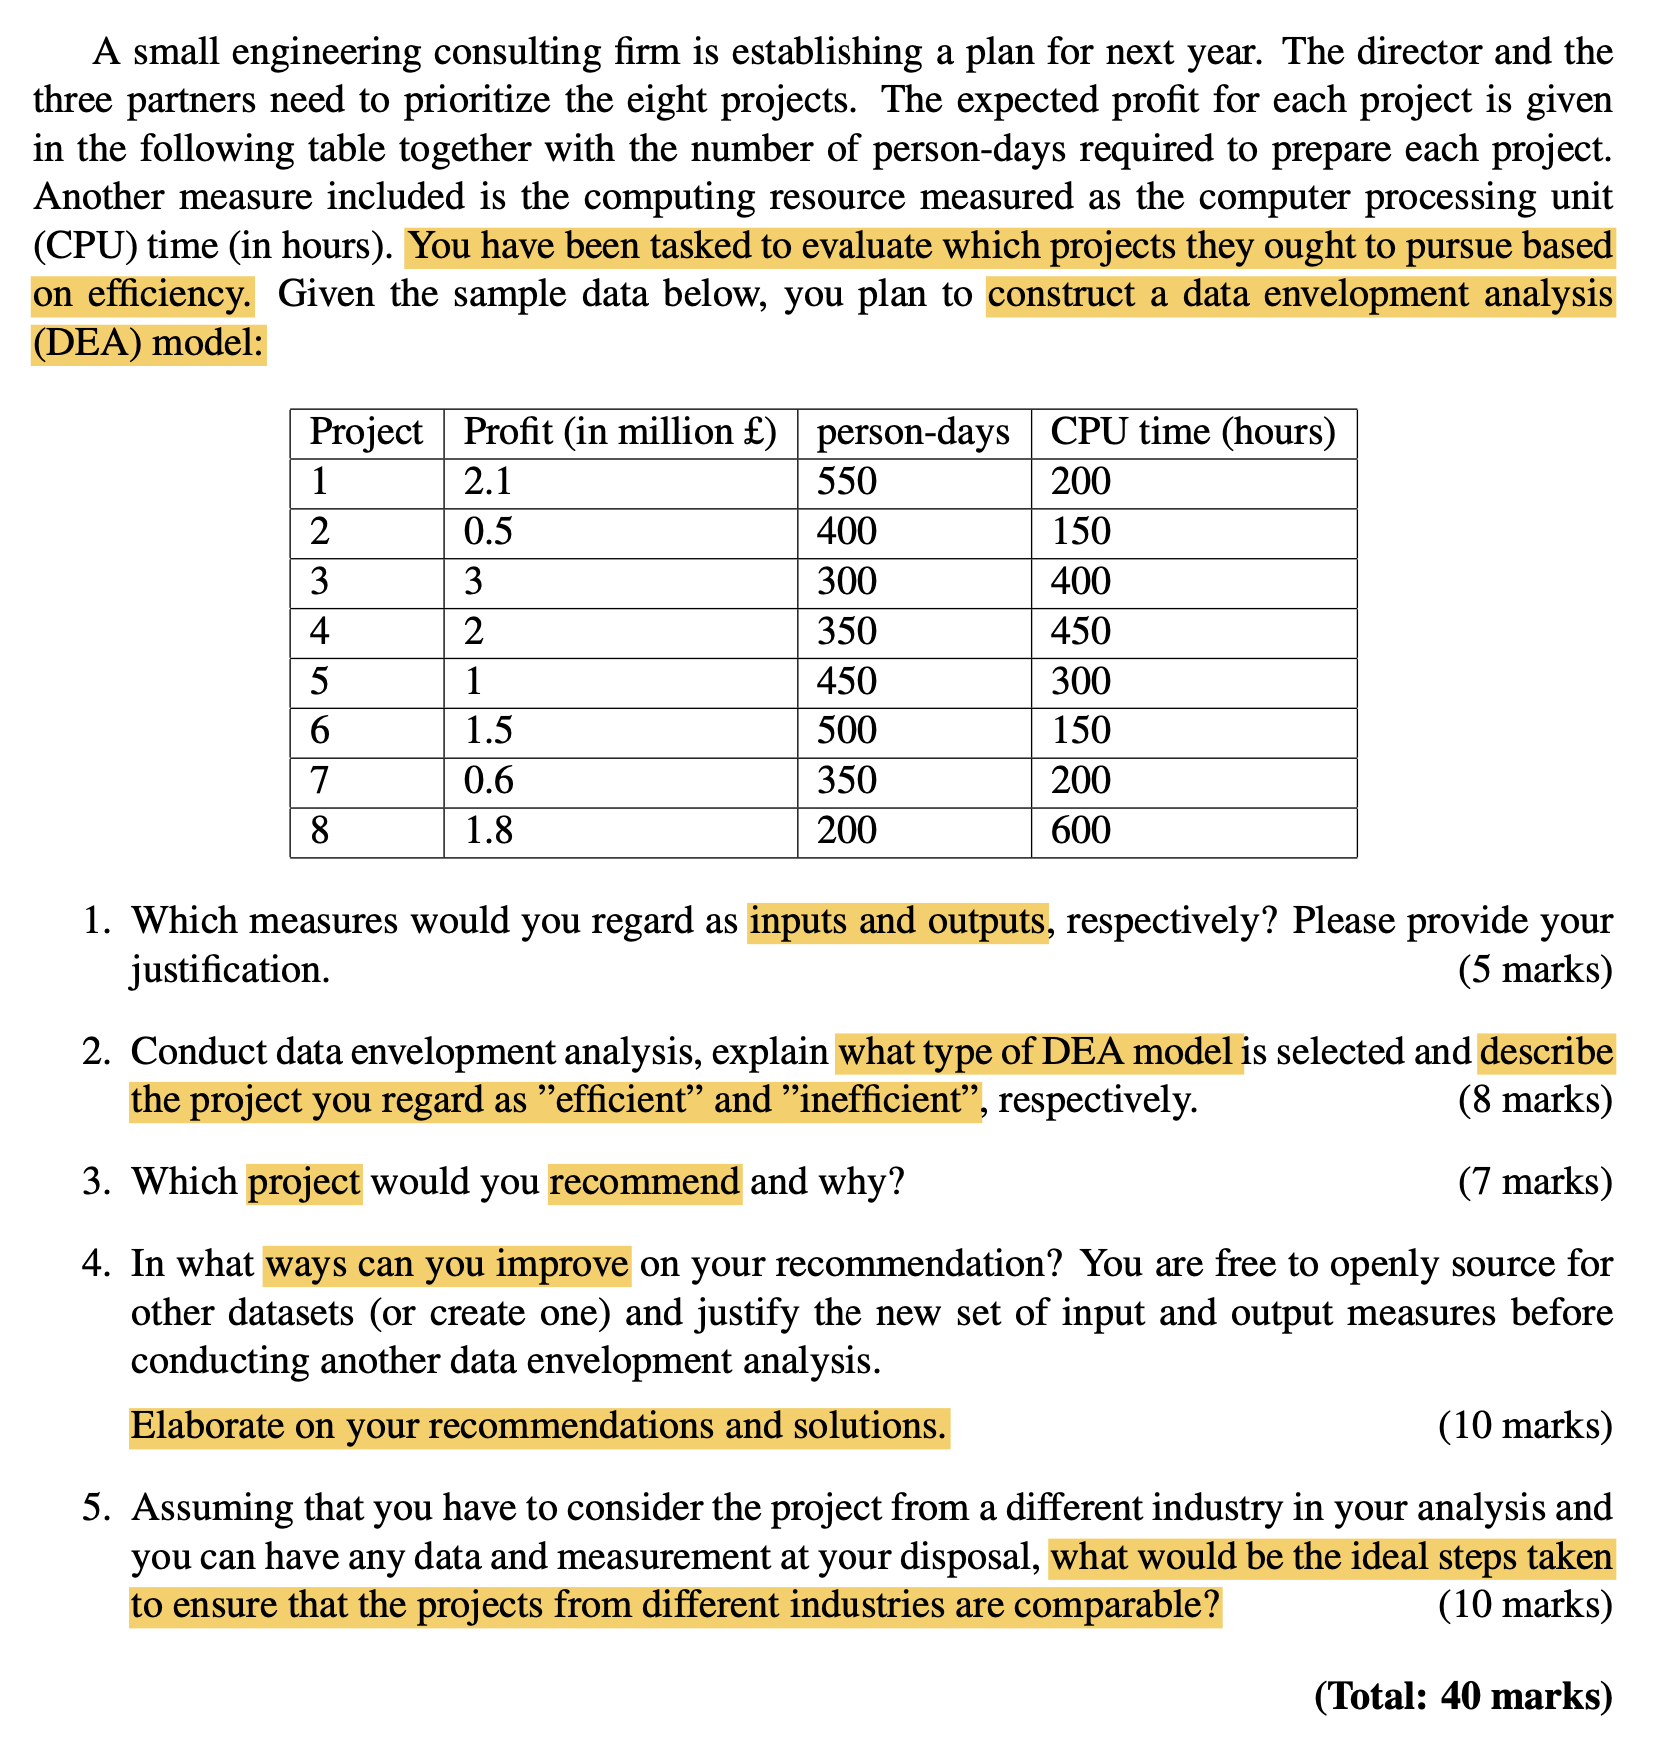 A small engineering consulting firm is establishing a plan for next year. The director and the
three partners need to prioritize the eight projects. The expected profit for each project is given
in the following table together with the number of person-days required to prepare each project.
Another measure included is the computing resource measured as the computer processing unit
(CPU) time (in hours). You have been tasked to evaluate which projects they ought to pursue based
on efficiency. Given the sample data below, you plan to construct a data envelopment analysis
(DEA) model:
Project Profit (in million £) person-days CPU time (hours)
1 2.1 550 200
2 0.5 400 150
3 3 300 400
4 2 350 450
5 1 450 300
6 1.5 500 150
7 0.6 350 200
8 1.8 200 600
1. Which measures would you regard as inputs and outputs, respectively? Please provide your
justification. (5 marks)
2. Conduct data envelopment analysis, explain what type of DEA model is selected and describe
the project you regard as ”efficient” and ”inefficient”, respectively. (8 marks)
3. Which project would you recommend and why? (7 marks)
4. In what ways can you improve on your recommendation? You are free to openly source for
other datasets (or create one) and justify the new set of input and output measures before
conducting another data envelopment analysis.
Elaborate on your recommendations and solutions. (10 marks)
5. Assuming that you have to consider the project from a different industry in your analysis and
you can have any data and measurement at your disposal, what would be the ideal steps taken
to ensure that the projects from different industries are comparable? (10 marks)
(Total: 40 marks)